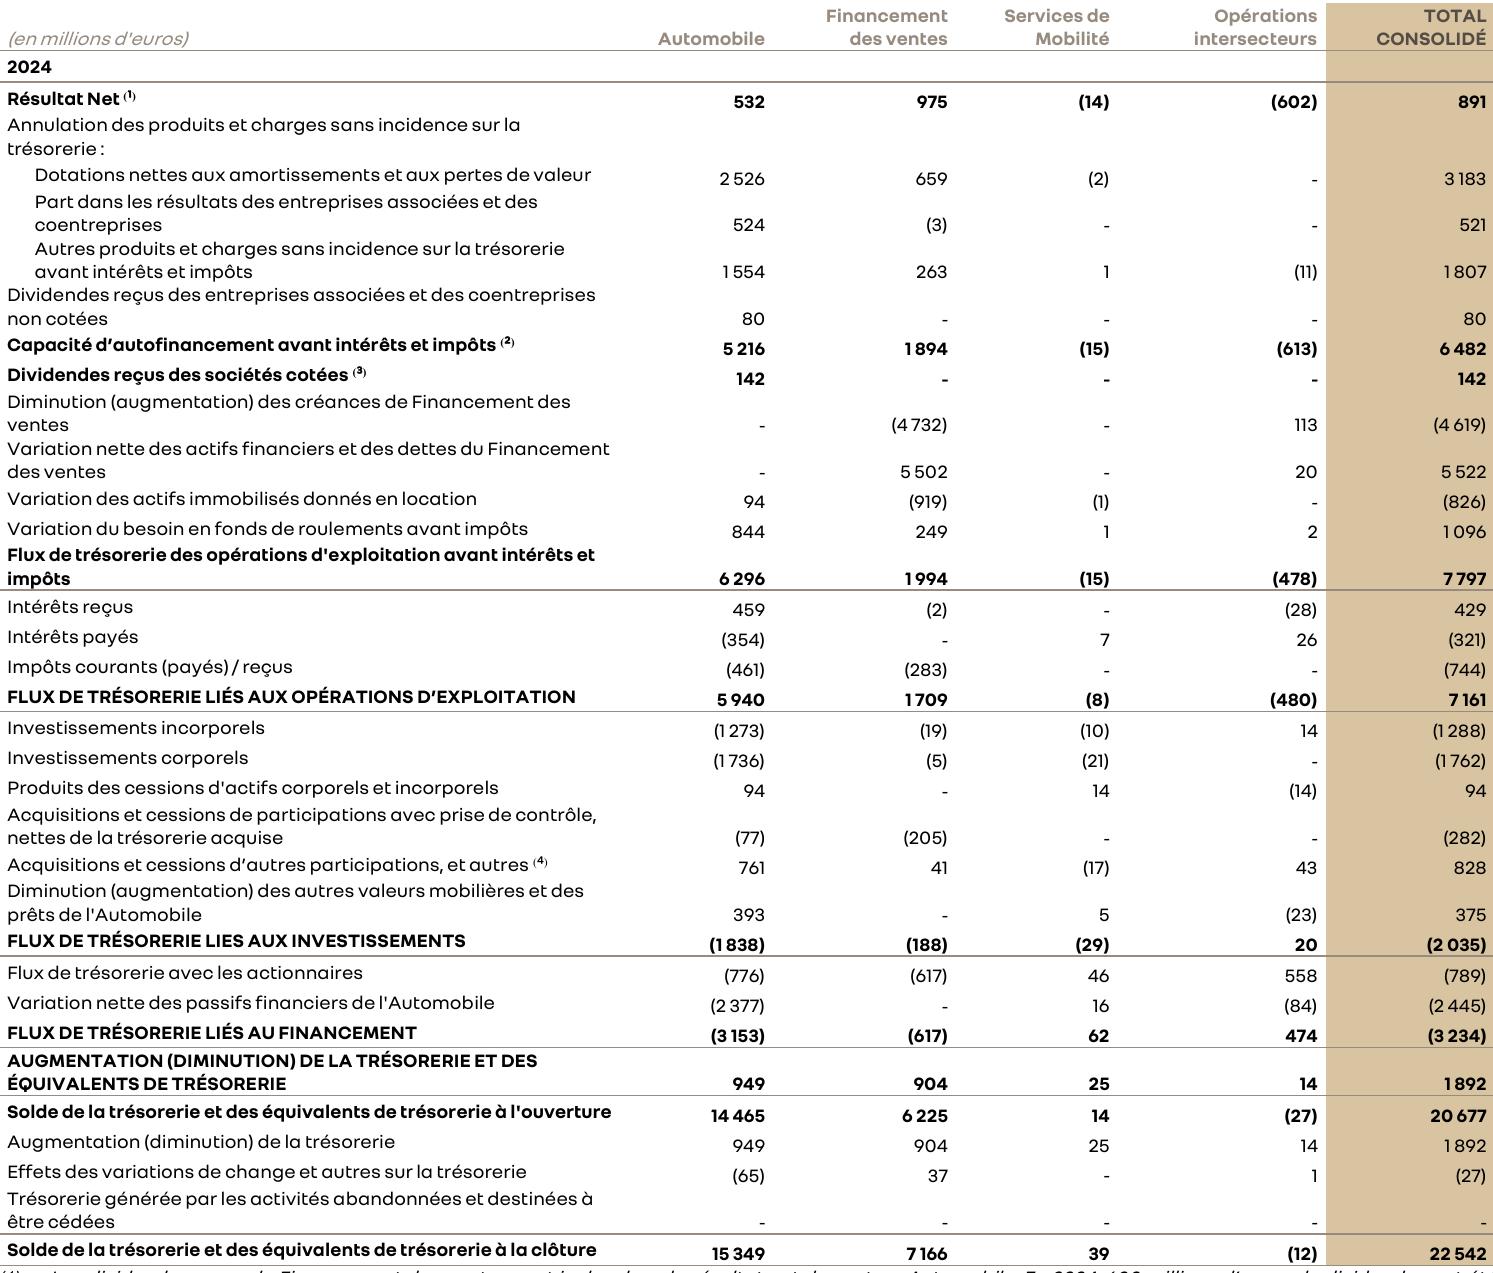 Financement Services de Opérations TOTAL
(en millions d'euros) Automobile des ventes Mobilité intersecteurs CONSOLIDÉ
2024
Résultat Net (1) 532 975 (14) (602) 891
Annulation des produits et charges sans incidence sur la
trésorerie :
Dotations nettes aux amortissements et aux pertes de valeur 2 526 659 (2) - 3 183
Part dans les résultats des entreprises associées et des
coentreprises 524 (3) - - 521
Autres produits et charges sans incidence sur la trésorerie
avant intérêts et impôts 1 554 263 1 (11) 1 807
Dividendes reçus des entreprises associées et des coentreprises
non cotées 80 - - - 80
Capacité d’autofinancement avant intérêts et impôts (2) 5 216 1 894 (15) (613) 6 482
Dividendes reçus des sociétés cotées (3) 142 - - - 142
Diminution (augmentation) des créances de Financement des
ventes - (4 732) - 113 (4 619)
Variation nette des actifs financiers et des dettes du Financement
des ventes - 5 502 - 20 5 522
Variation des actifs immobilisés donnés en location 94 (919) (1) - (826)
Variation du besoin en fonds de roulements avant impôts 844 249 1 2 1 096
Flux de trésorerie des opérations d'exploitation avant intérêts et
impôts 6 296 1 994 (15) (478) 7 797
Intérêts reçus 459 (2) - (28) 429
Intérêts payés (354) - 7 26 (321)
Impôts courants (payés) / reçus (461) (283) - - (744)
FLUX DE TRÉSORERIE LIÉS AUX OPÉRATIONS D’EXPLOITATION 5 940 1 709 (8) (480) 7 161
Investissements incorporels (1 273) (19) (10) 14 (1 288)
Investissements corporels (1 736) (5) (21) - (1 762)
Produits des cessions d'actifs corporels et incorporels 94 - 14 (14) 94
Acquisitions et cessions de participations avec prise de contrôle,
nettes de la trésorerie acquise (77) (205) - - (282)
Acquisitions et cessions d’autres participations, et autres (4) 761 41 (17) 43 828
Diminution (augmentation) des autres valeurs mobilières et des
prêts de l'Automobile 393 - 5 (23) 375
FLUX DE TRÉSORERIE LIES AUX INVESTISSEMENTS (1 838) (188) (29) 20 (2 035)
Flux de trésorerie avec les actionnaires (776) (617) 46 558 (789)
Variation nette des passifs financiers de l'Automobile (2 377) - 16 (84) (2 445)
FLUX DE TRÉSORERIE LIÉS AU FINANCEMENT (3 153) (617) 62 474 (3 234)
AUGMENTATION (DIMINUTION) DE LA TRÉSORERIE ET DES
ÉQUIVALENTS DE TRÉSORERIE 949 904 25 14 1 892
Solde de la trésorerie et des équivalents de trésorerie à l'ouverture 14 465 6 225 14 (27) 20 677
Augmentation (diminution) de la trésorerie 949 904 25 14 1 892
Effets des variations de change et autres sur la trésorerie (65) 37 - 1 (27)
Trésorerie générée par les activités abandonnées et destinées à
être cédées - - - - -
Solde de la trésorerie et des équivalents de trésorerie à la clôture 15 349 7 166 39 (12) 22 542